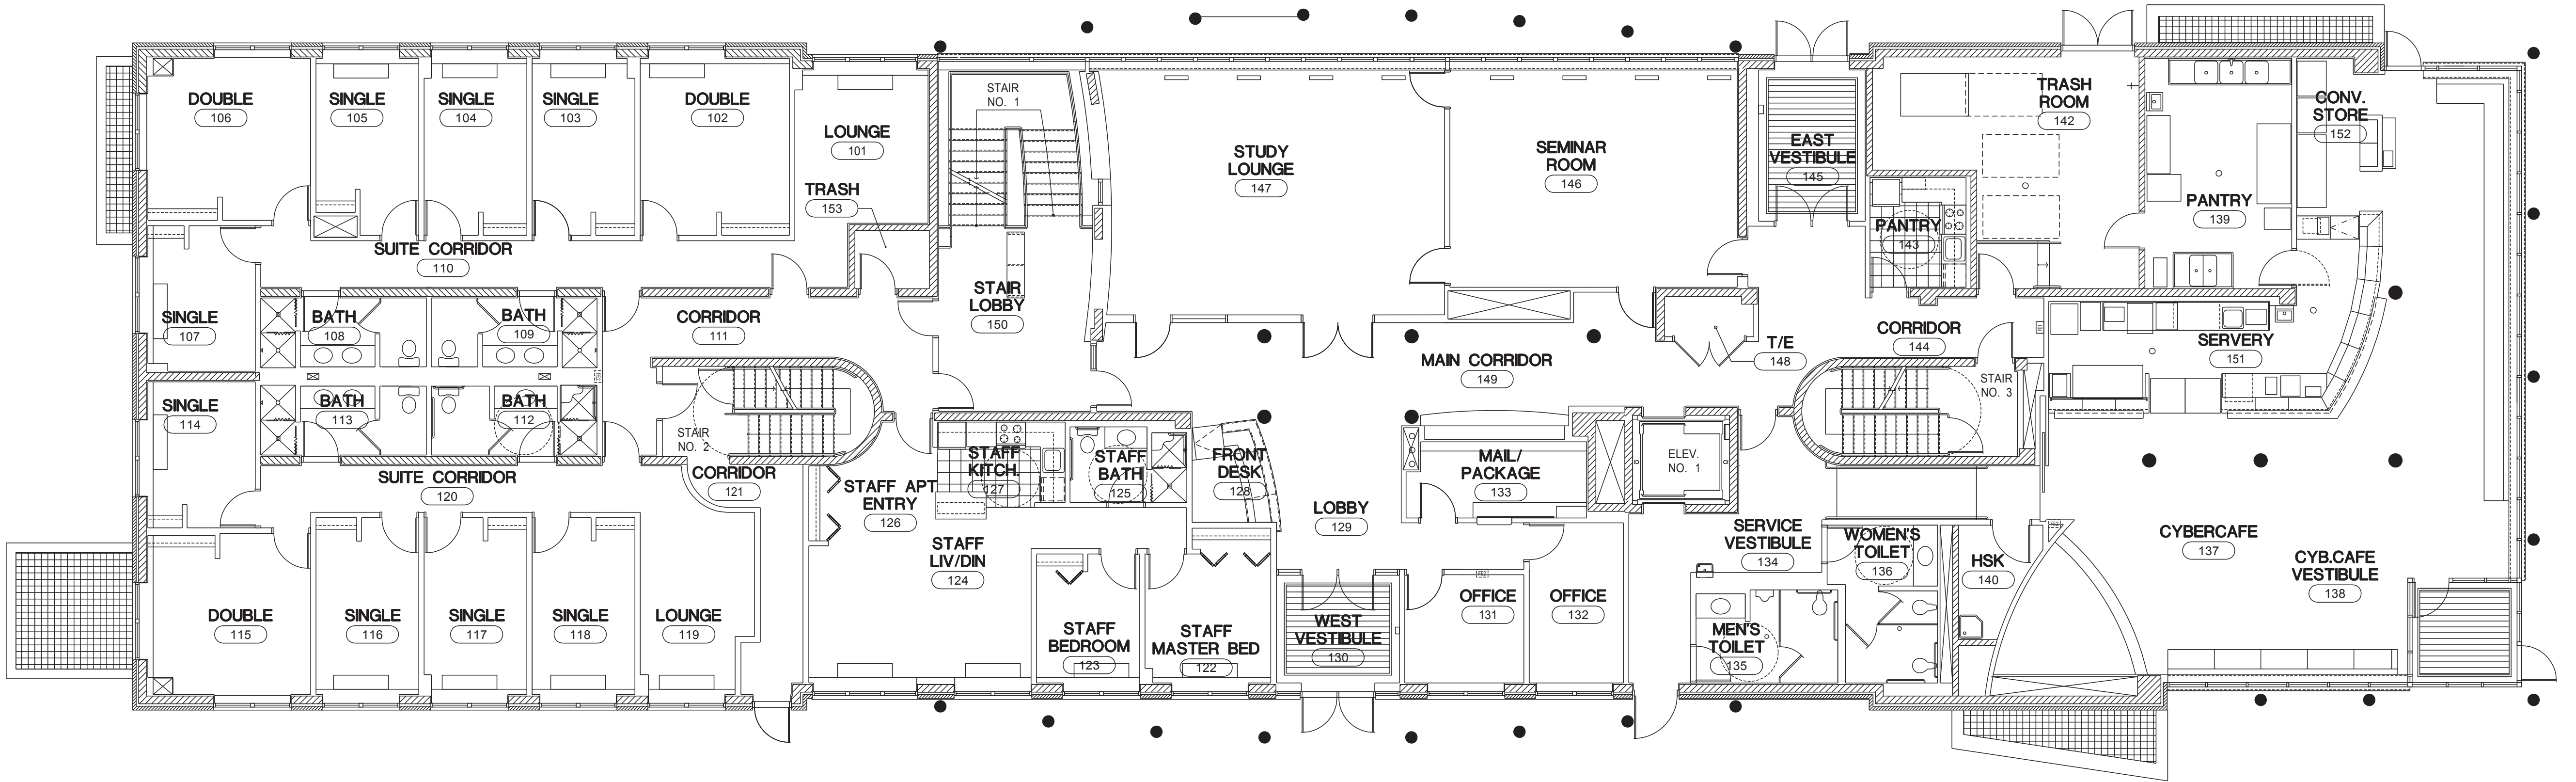 DOUBLE
106
SINGLE
105
SINGLE
104
SINGLE
103
DOUBLE
102
LOUNGE
101
TRASH
153
STAIR
NO. 1
STUDY
LOUNGE
147
SEMINAR
ROOM
146
EAST
VESTIBULE
145
TRASH
ROOM
142
PANTRY
143
PANTRY
139
CONV.
STORE
152
SUITE CORRIDOR
110
SINGLE
107
BATH
108
BATH
109
CORRIDOR
111
STAIR
LOBBY
150
MAIN CORRIDOR
149
T/E
148
CORRIDOR
144
SERVERY
151
SINGLE
114
BATH
113
BATH
112
STAIR
NO. 2
STAIR
NO. 3
SUITE CORRIDOR
120
CORRIDOR
121
STAFF APT
ENTRY
126
STAFF
KITCH.
127
STAFF
BATH
125
FRONT
DESK
128
LOBBY
129
MAIL/
PACKAGE
133
ELEV.
NO. 1
SERVICE
VESTIBULE
134
WOMEN'S
TOILET
136
HSK
140
CYBERCAFE
137
CYB.CAFE
VESTIBULE
138
STAFF
LIV/DIN
124
DOUBLE
115
SINGLE
116
SINGLE
117
SINGLE
118
LOUNGE
119
STAFF
BEDROOM
123
STAFF
MASTER BED
122
WEST
VESTIBULE
130
OFFICE
131
OFFICE
132
MEN'S
TOILET
135